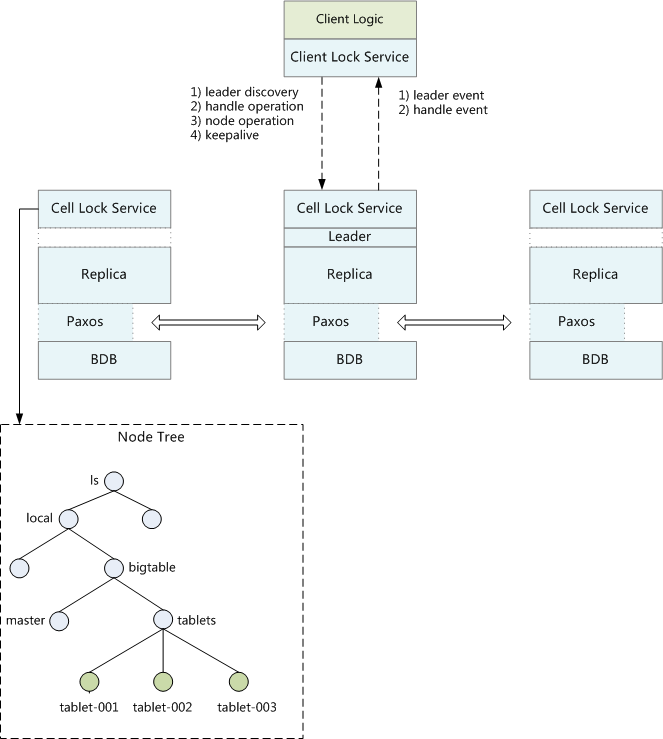 Client Logic
Client Lock Service
1) leader discovery
2) handle operation
3) node operation
4) keepalive
1) leader event
2) handle event
Cell Lock Service
Cell Lock Service
Cell Lock Service
Leader
Replica
Replica
Replica
Paxos
Paxos
Paxos
BDB
BDB
BDB
Node Tree
ls
local
bigtable
master
tablets
tablet-001
tablet-002
tablet-003